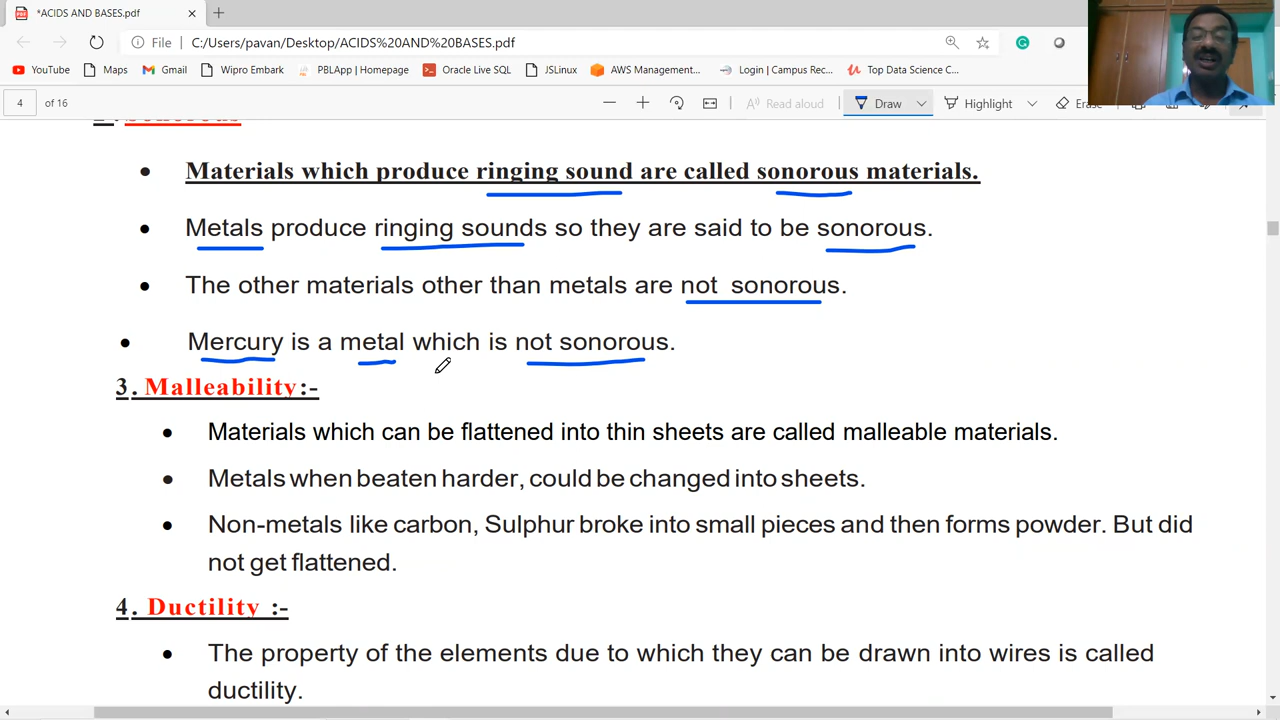 *ACIDS AND BASES.pdf
File C:/Users/pavan/Desktop/ACIDS%20AND%20BASES.pdf
YouTube Maps Gmail Wipro Embark PBLApp | Homepage Oracle Live SQL JSLinux AWS Management... Login | Campus Rec... Top Data Science C...
4 of 16 Read aloud Draw Highlight Erase
Materials which produce ringing sound are called sonorous materials.
Metals produce ringing sounds so they are said to be sonorous.
The other materials other than metals are not sonorous.
Mercury is a metal which is not sonorous.
3. Malleability:-
Materials which can be flattened into thin sheets are called malleable materials.
Metals when beaten harder, could be changed into sheets.
Non-metals like carbon, Sulphur broke into small pieces and then forms powder. But did
not get flattened.
4. Ductility :-
The property of the elements due to which they can be drawn into wires is called
ductility.